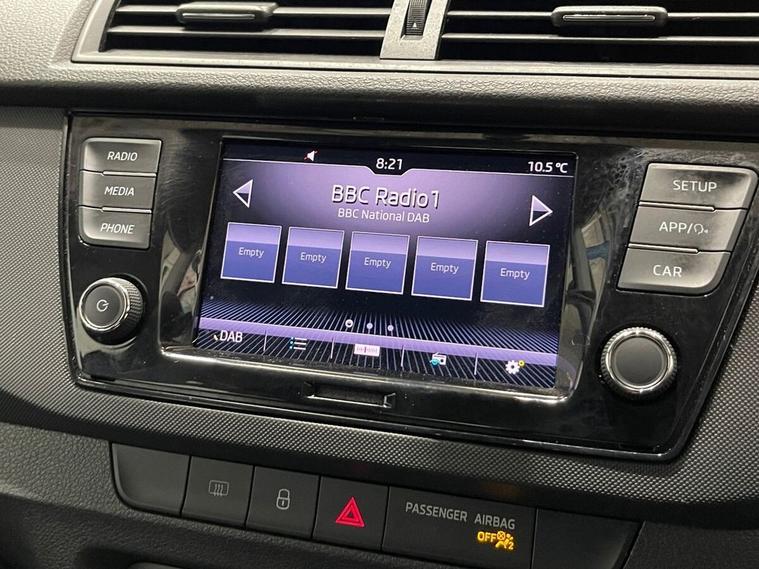 RADIO
MEDIA
PHONE
8:21
10.5 °C
BBC Radio 1
BBC National DAB
Empty
Empty
Empty
Empty
Empty
DAB
SETUP
APP/
CAR
PASSENGER AIRBAG
OFF 2